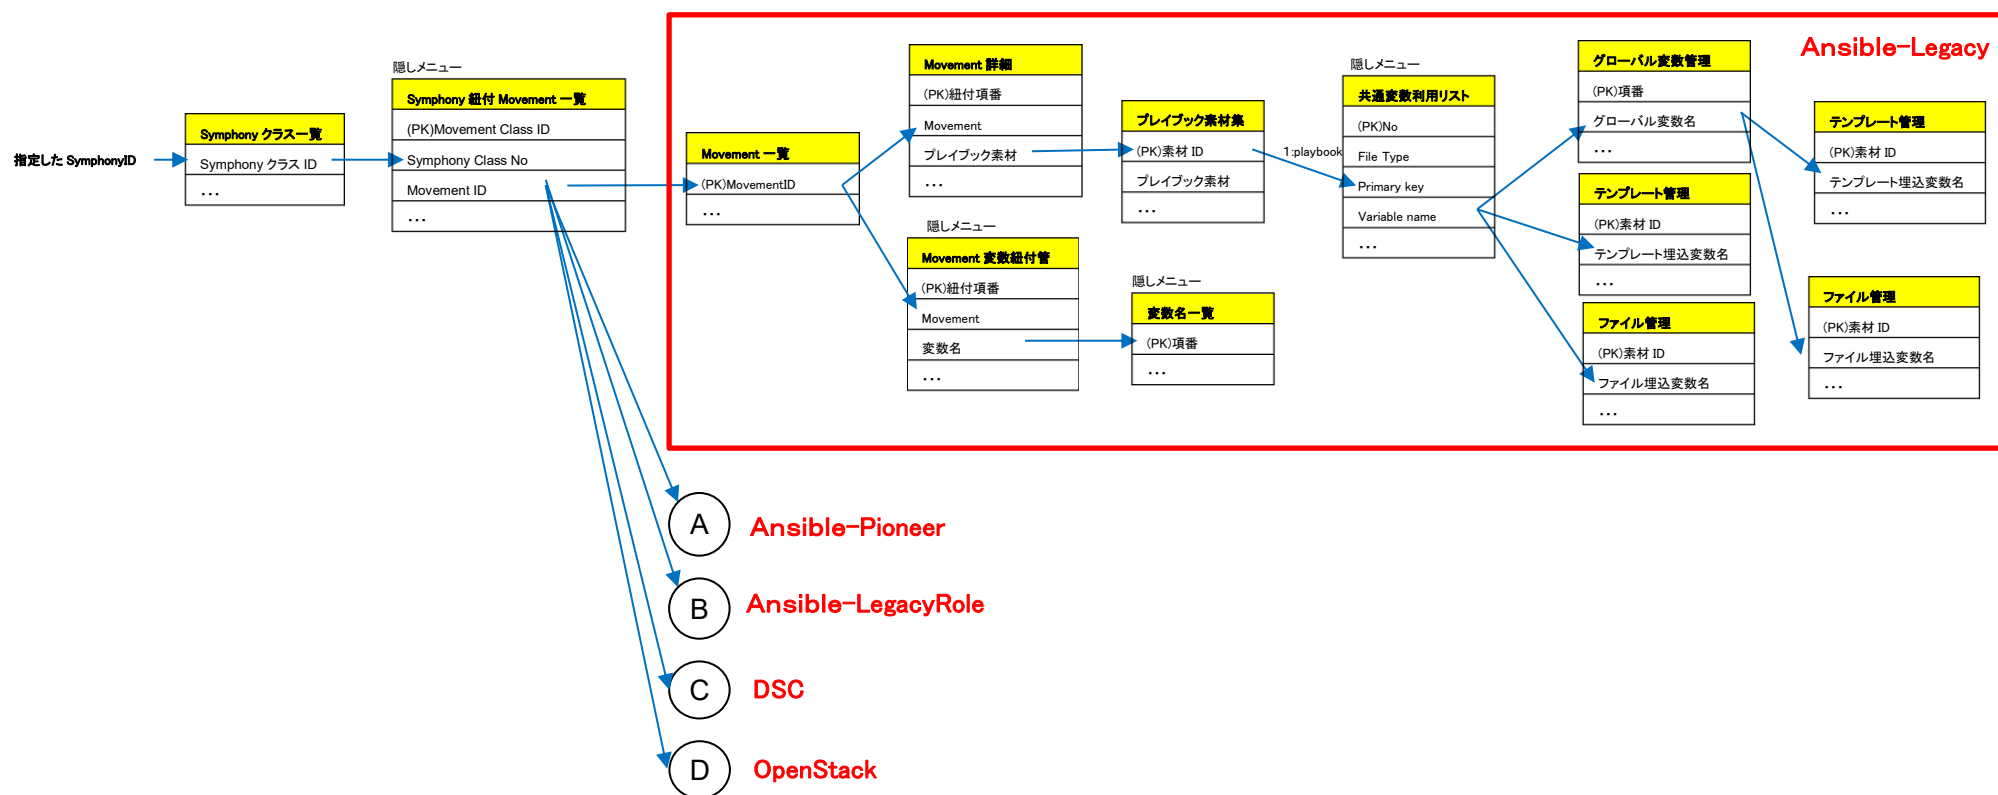 指定した SymphonyID
Symphony クラス一覧
Symphony クラス ID
...
隠しメニュー
Symphony 紐付 Movement 一覧
(PK)Movement Class ID
Symphony Class No
Movement ID
...
Ansible-Legacy
Movement 一覧
(PK)MovementID
...
Movement 詳細
(PK)紐付項番
Movement
プレイブック素材
...
隠しメニュー
Movement 変数紐付管
(PK)紐付項番
Movement
変数名
...
プレイブック素材集
(PK)素材 ID
プレイブック素材
...
隠しメニュー
変数名一覧
(PK)項番
...
1:playbook
隠しメニュー
共通変数利用リスト
(PK)No
File Type
Primary key
Variable name
...
グローバル変数管理
(PK)項番
グローバル変数名
...
テンプレート管理
(PK)素材 ID
テンプレート埋込変数名
...
ファイル管理
(PK)素材 ID
ファイル埋込変数名
...
テンプレート管理
(PK)素材 ID
テンプレート埋込変数名
...
ファイル管理
(PK)素材 ID
ファイル埋込変数名
...
A Ansible-Pioneer
B Ansible-LegacyRole
C DSC
D OpenStack